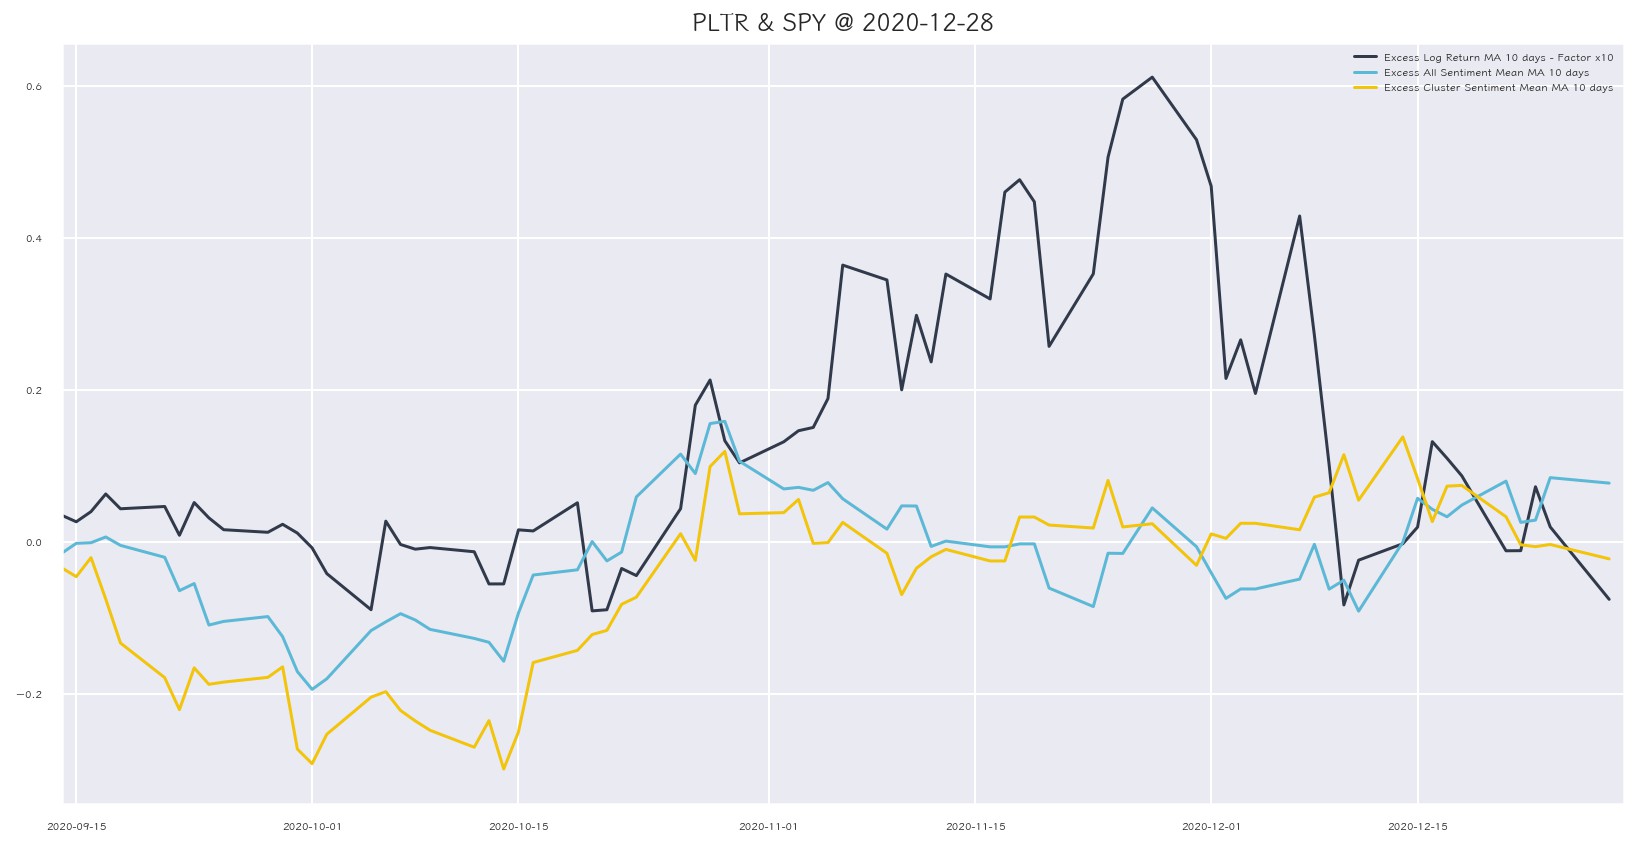 PLTR & SPY @ 2020-12-28
Excess Log Return MA 10 days - Factor x10
Excess All Sentiment Mean MA 10 days
Excess Cluster Sentiment Mean MA 10 days
0.6
0.4
0.2
0.0
−0.2
2020-09-15 2020-10-01 2020-10-15 2020-11-01 2020-11-15 2020-12-01 2020-12-15